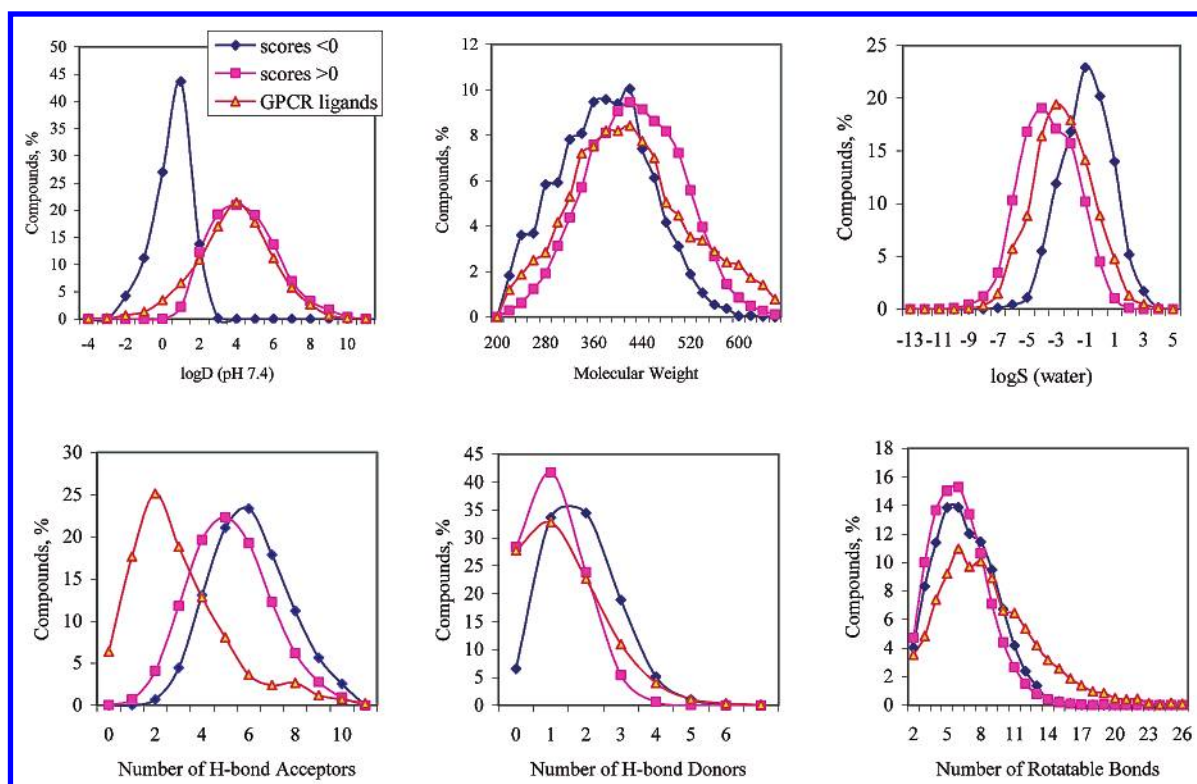 scores <0
scores >0
GPCR ligands
Compounds, %
50
45
40
35
30
25
20
15
10
5
0
-4 -2 0 2 4 6 8 10
logD (pH 7.4)
Compounds, %
12
10
8
6
4
2
0
200 280 360 440 520 600
Molecular Weight
Compounds, %
25
20
15
10
5
0
-13 -11 -9 -7 -5 -3 -1 1 3 5
logS (water)
Compounds, %
30
25
20
15
10
5
0
0 2 4 6 8 10
Number of H-bond Acceptors
Compounds, %
45
40
35
30
25
20
15
10
5
0
0 1 2 3 4 5 6
Number of H-bond Donors
Compounds, %
18
16
14
12
10
8
6
4
2
0
2 5 8 11 14 17 20 23 26
Number of Rotatable Bonds